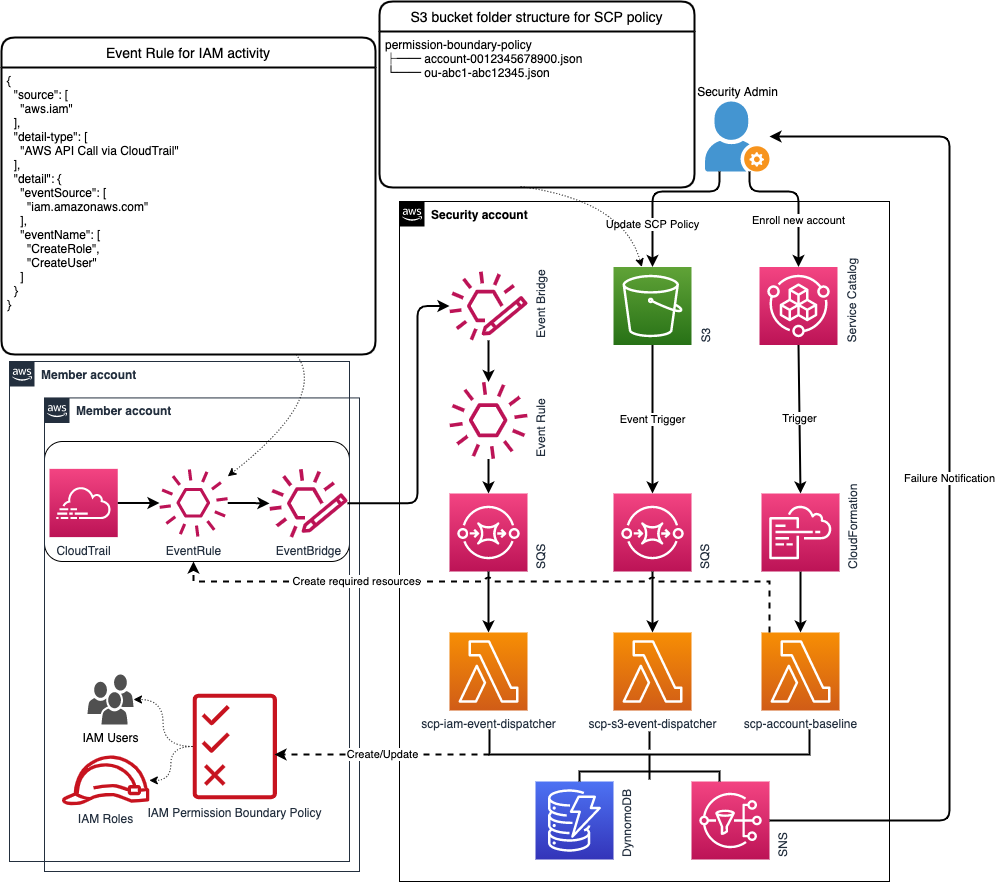 S3 bucket folder structure for SCP policy
permission-boundary-policy
account-0012345678900.json
ou-abc1-abc12345.json
Event Rule for IAM activity
{
"source": [
"aws.iam"
],
"detail-type": [
"AWS API Call via CloudTrail"
],
"detail": {
"eventSource": [
"iam.amazonaws.com"
],
"eventName": [
"CreateRole",
"CreateUser"
]
}
}
Security Admin
aws
Security account
Update SCP Policy
Enroll new account
Event Bridge
S3
Service Catalog
aws
Member account
aws
Member account
Event Rule
Event Trigger
Trigger
Failure Notification
CloudTrail
EventRule
EventBridge
SQS
SQS
CloudFormation
Create required resources
scp-iam-event-dispatcher
scp-s3-event-dispatcher
scp-account-baseline
Create/Update
IAM Users
IAM Roles
IAM Permission Boundary Policy
DynnomoDB
SNS